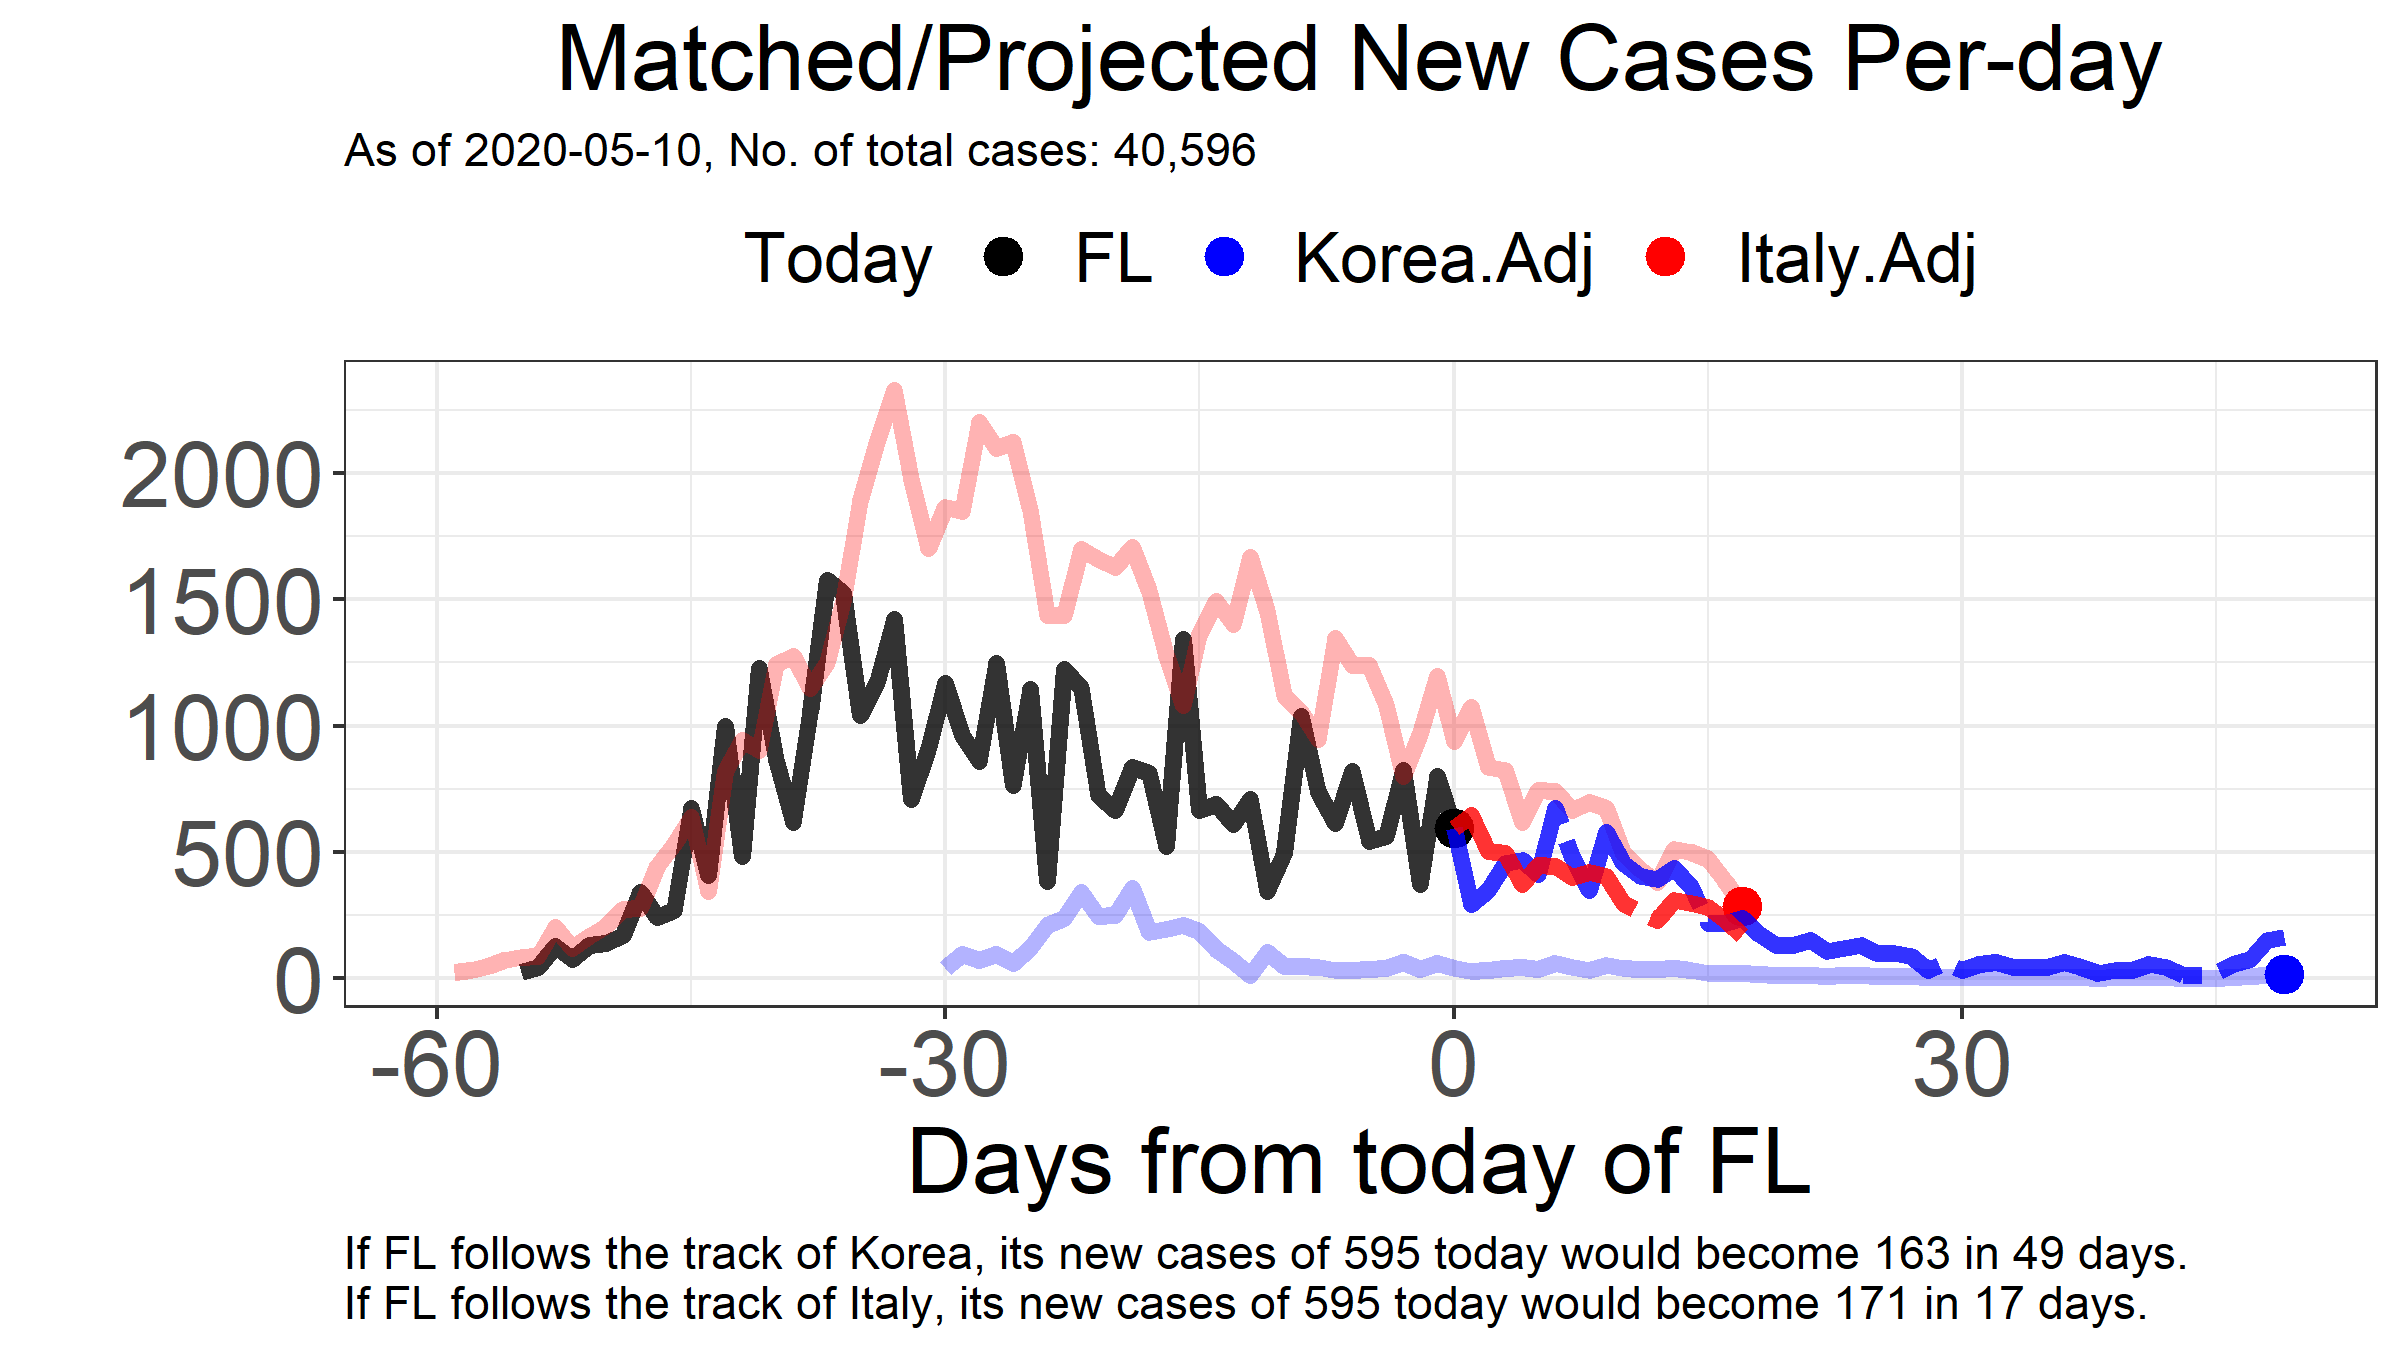 Matched/Projected New Cases Per-day
As of 2020-05-10, No. of total cases: 40,596
Today FL Korea.Adj Italy.Adj
2000
1500
1000
500
0
-60 -30 0 30
Days from today of FL
If FL follows the track of Korea, its new cases of 595 today would become 163 in 49 days.
If FL follows the track of Italy, its new cases of 595 today would become 171 in 17 days.